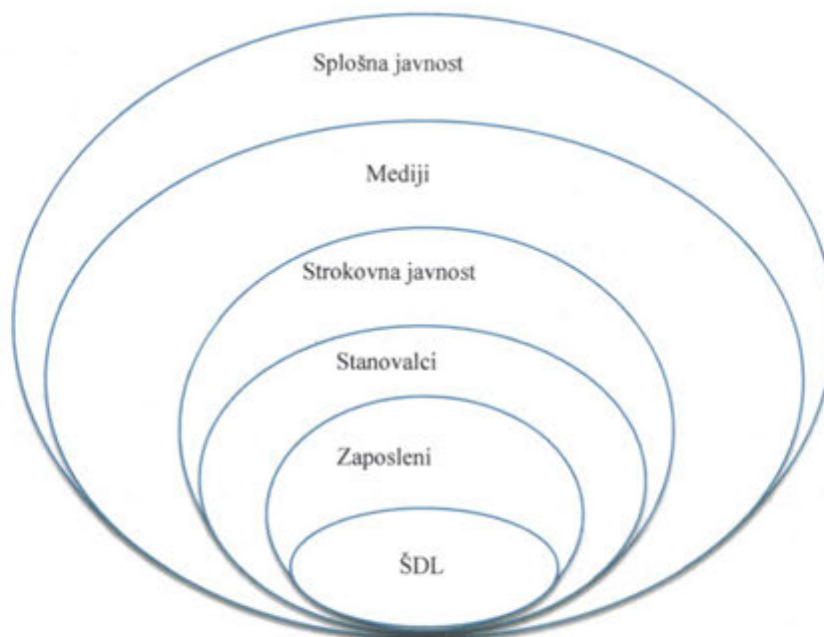 Splošna javnost
Mediji
Strokovna javnost
Stanovalci
Zaposleni
ŠDL